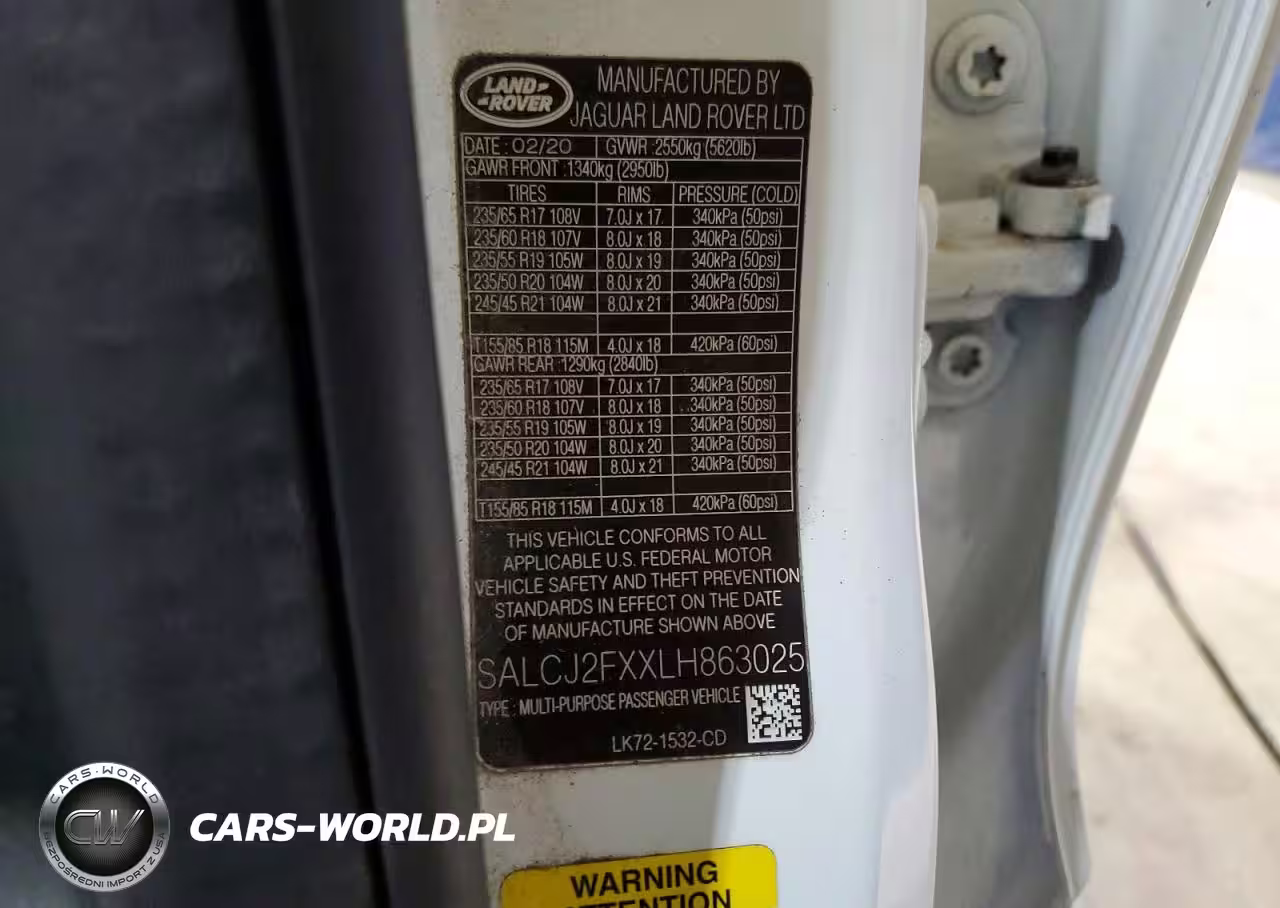 LAND-
-ROVER
MANUFACTURED BY
JAGUAR LAND ROVER LTD
DATE : 02/20 GVWR :2550kg (5620lb)
GAWR FRONT :1340kg (2950lb)
TIRES RIMS PRESSURE (COLD)
235/65 R17 108V 7.0J x 17 340kPa (50psi)
235/60 R18 107V 8.0J x 18 340kPa (50psi)
235/55 R19 105W 8.0J x 19 340kPa (50psi)
235/50 R20 104W 8.0J x 20 340kPa (50psi)
245/45 R21 104W 8.0J x 21 340kPa (50psi)
T155/85 R18 115M 4.0J x 18 420kPa (60psi)
GAWR REAR :1290kg (2840lb)
235/65 R17 108V 7.0J x 17 340kPa (50psi)
235/60 R18 107V 8.0J x 18 340kPa (50psi)
235/55 R19 105W 8.0J x 19 340kPa (50psi)
235/50 R20 104W 8.0J x 20 340kPa (50psi)
245/45 R21 104W 8.0J x 21 340kPa (50psi)
T155/85 R18 115M 4.0J x 18 420kPa (60psi)
THIS VEHICLE CONFORMS TO ALL
APPLICABLE U.S. FEDERAL MOTOR
VEHICLE SAFETY AND THEFT PREVENTION
STANDARDS IN EFFECT ON THE DATE
OF MANUFACTURE SHOWN ABOVE
SALCJ2FXXLH863025
TYPE : MULTI-PURPOSE PASSENGER VEHICLE
LK72-1532-CD
CARS-WORLD
CW
BEZPOŚREDNI IMPORT Z USA
CARS-WORLD.PL
WARNING
ATTENTION